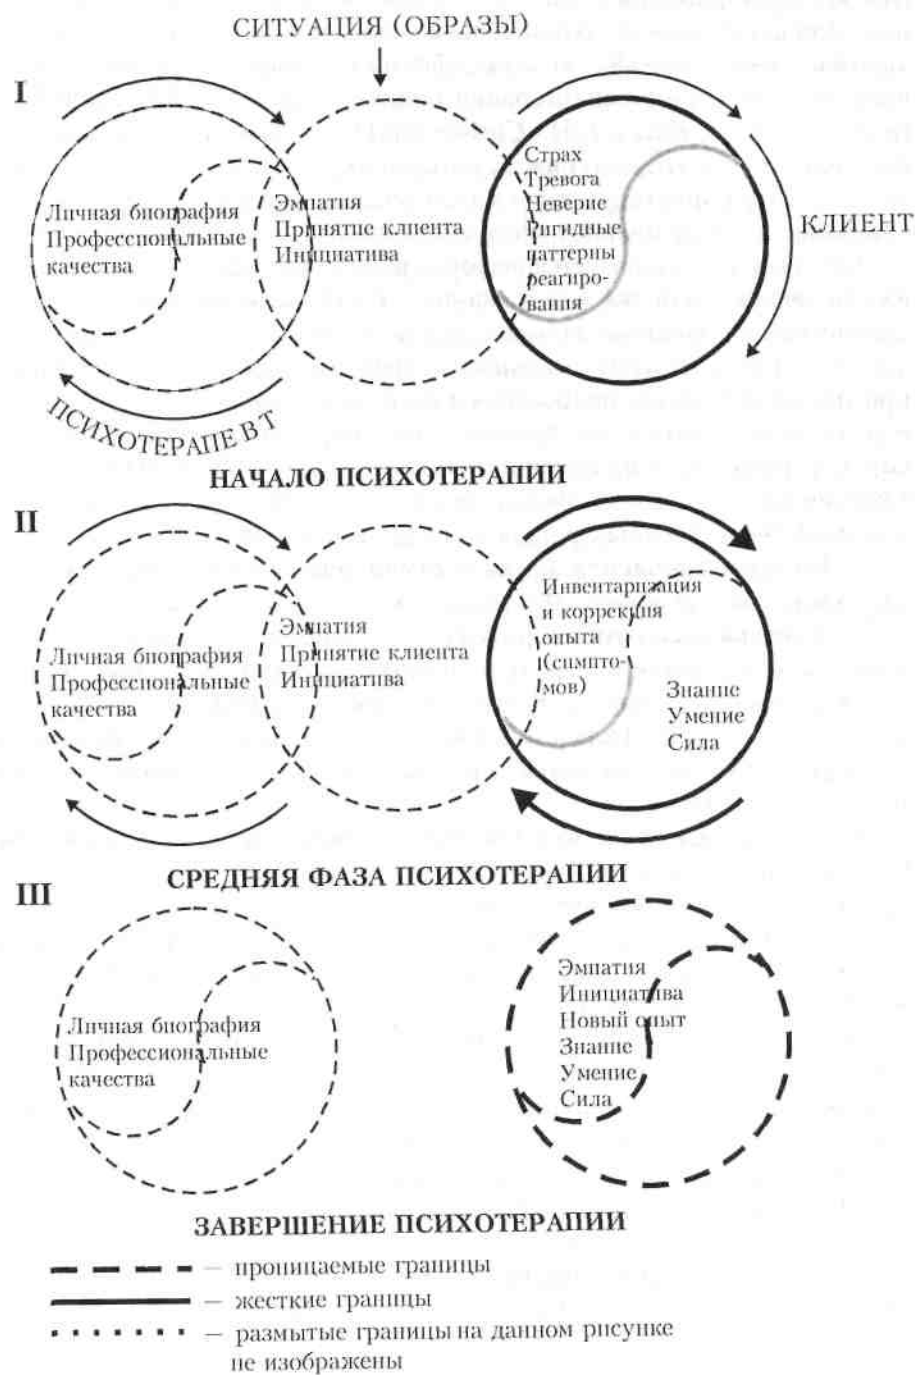 СИТУАЦИЯ (ОБРАЗЫ)
I
Личная биография
Профессиональные
качества
Эмпатия
Принятие клиента
Инициатива
Страх
Тревога
Неверие
Ригидные
паттерны
реагиро-
вания
КЛИЕНТ
ПСИХОТЕРАПЕВТ
НАЧАЛО ПСИХОТЕРАПИИ
II
Личная биография
Профессиональные
качества
Эмпатия
Принятие клиента
Инициатива
Инвентаризация
и коррекция
опыта
(симпто-
мов)
Знание
Умение
Сила
СРЕДНЯЯ ФАЗА ПСИХОТЕРАПИИ
III
Личная биография
Профессиональные
качества
Эмпатия
Инициатива
Новый опыт
Знание
Умение
Сила
ЗАВЕРШЕНИЕ ПСИХОТЕРАПИИ
– проницаемые границы
– жесткие границы
– размытые границы на данном рисунке
не изображены